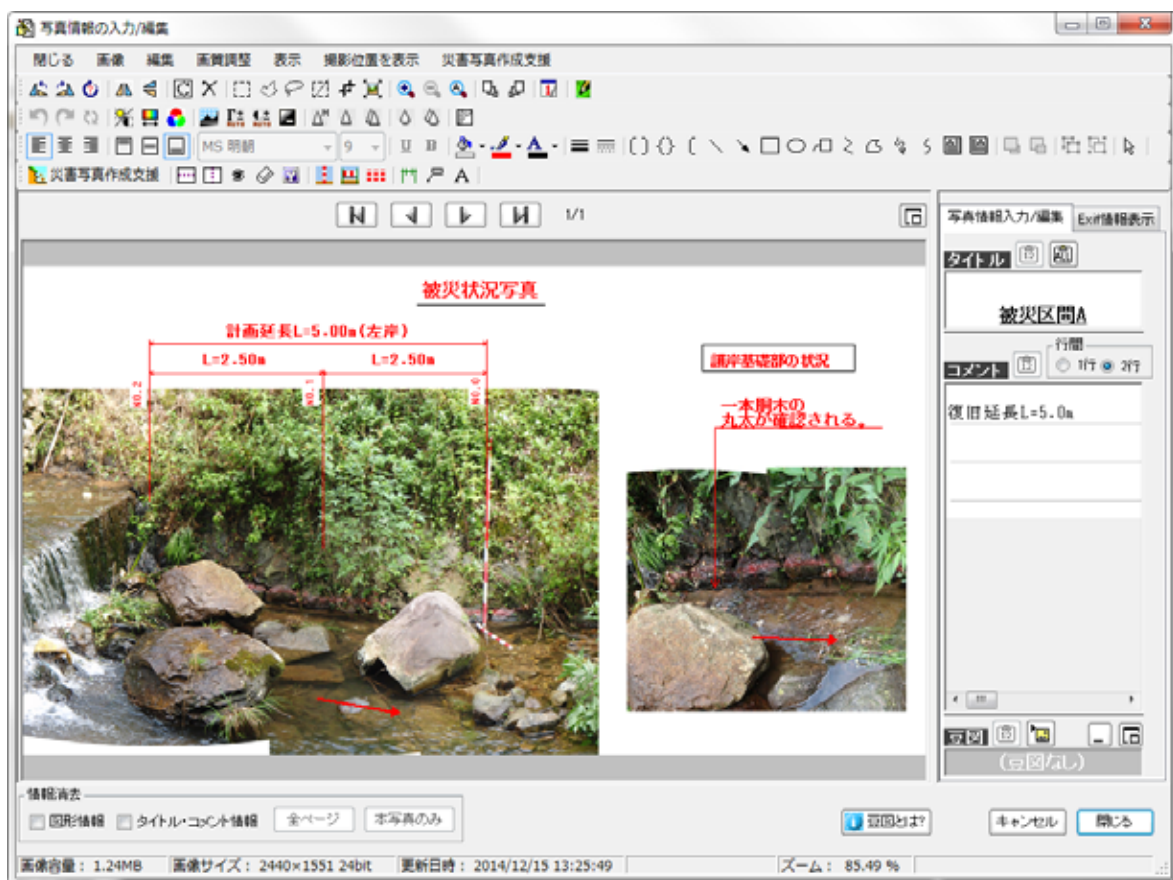 写真情報の入力/編集
閉じる 画像 編集 画質調整 表示 撮影位置を表示 災害写真作成支援
MS 明朝 9 U B A
災害写真作成支援 A
1/1
写真情報入力/編集 Exif情報表示
タイトル
被災区間A
行間
コメント 1行 2行
復旧延長L=5.0m
被災状況写真
計画延長L=5.00m(左岸)
L=2.50m L=2.50m
NO.2 NO.1 NO.0
護岸基礎部の状況
一本胴木の
丸太が確認される。
豆図
(豆図なし)
情報消去
図形情報 タイトル・コメント情報 全ページ 本写真のみ
豆図とは? キャンセル 閉じる
画像容量: 1.24MB 画像サイズ: 2440×1551 24bit 更新日時: 2014/12/15 13:25:49 ズーム: 85.49 %